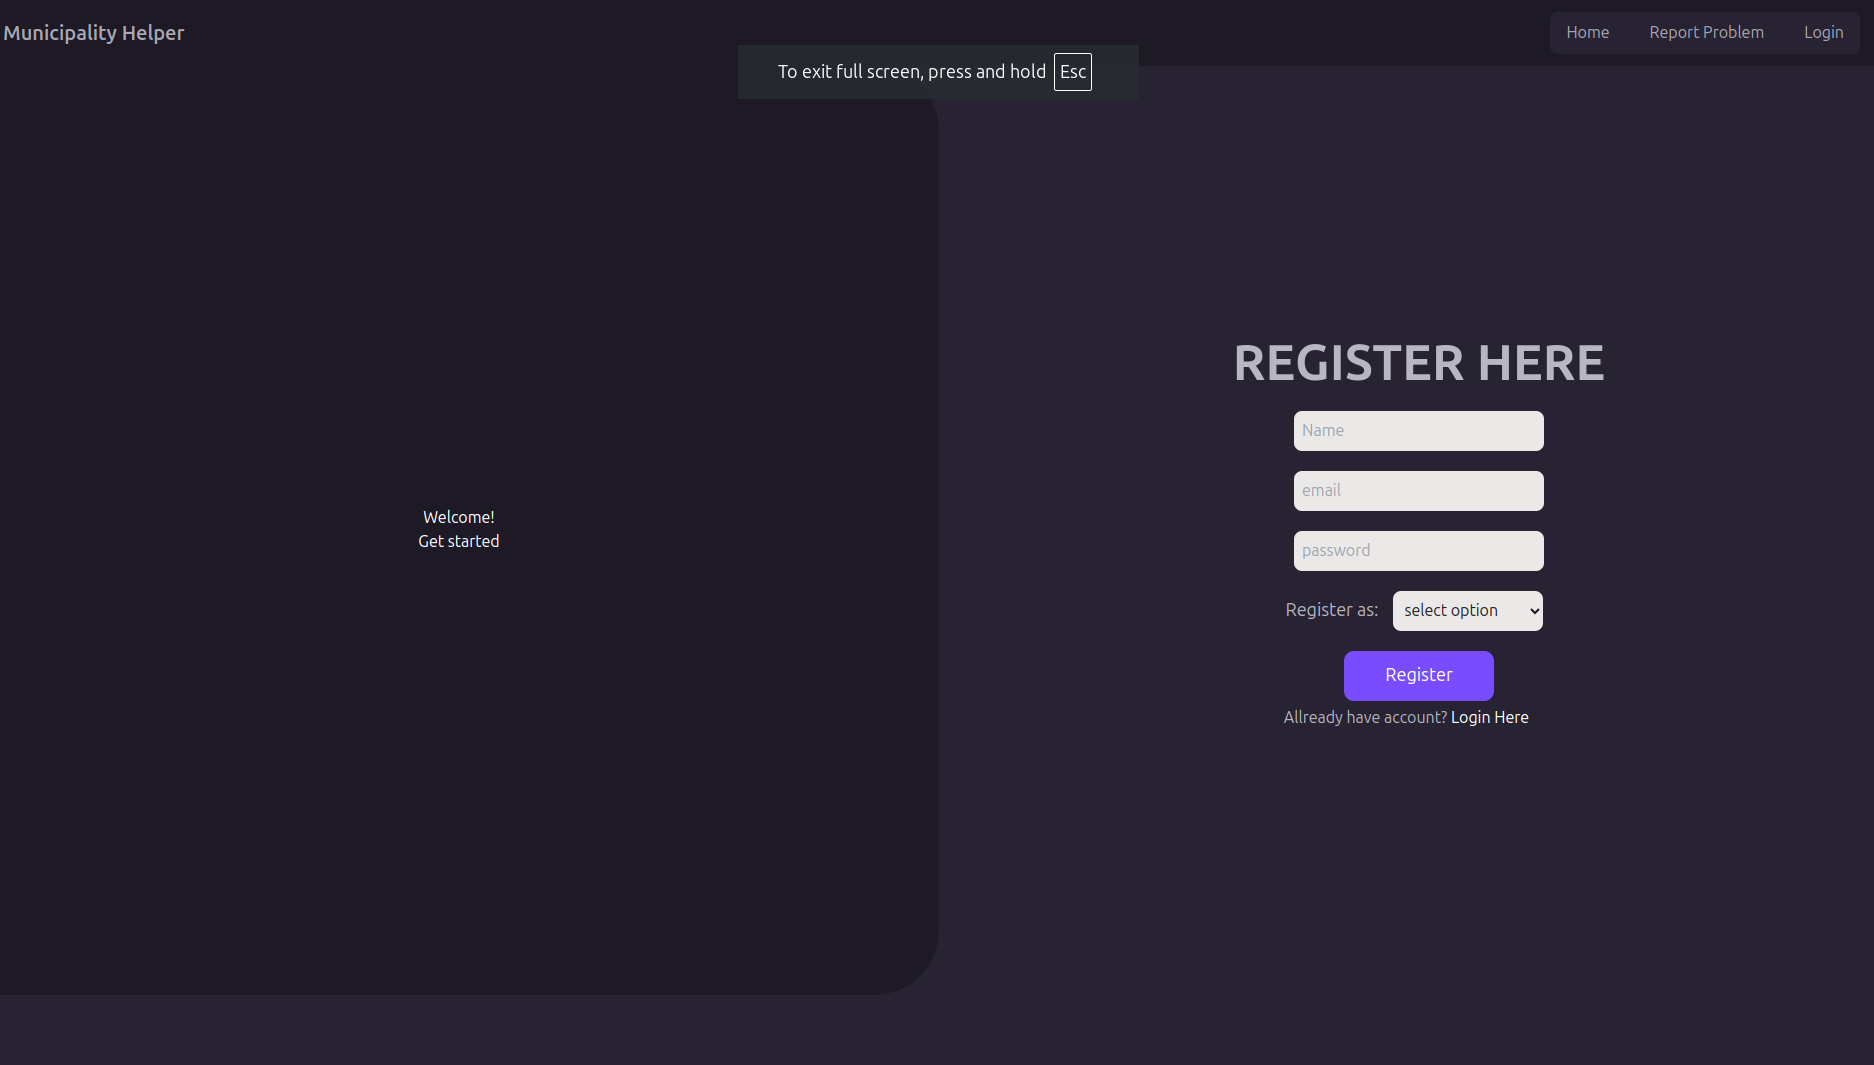 Municipality Helper
Home
Report Problem
Login
To exit full screen, press and hold Esc
Welcome!
Get started
REGISTER HERE
Name
email
password
Register as: select option
Register
Allready have account? Login Here